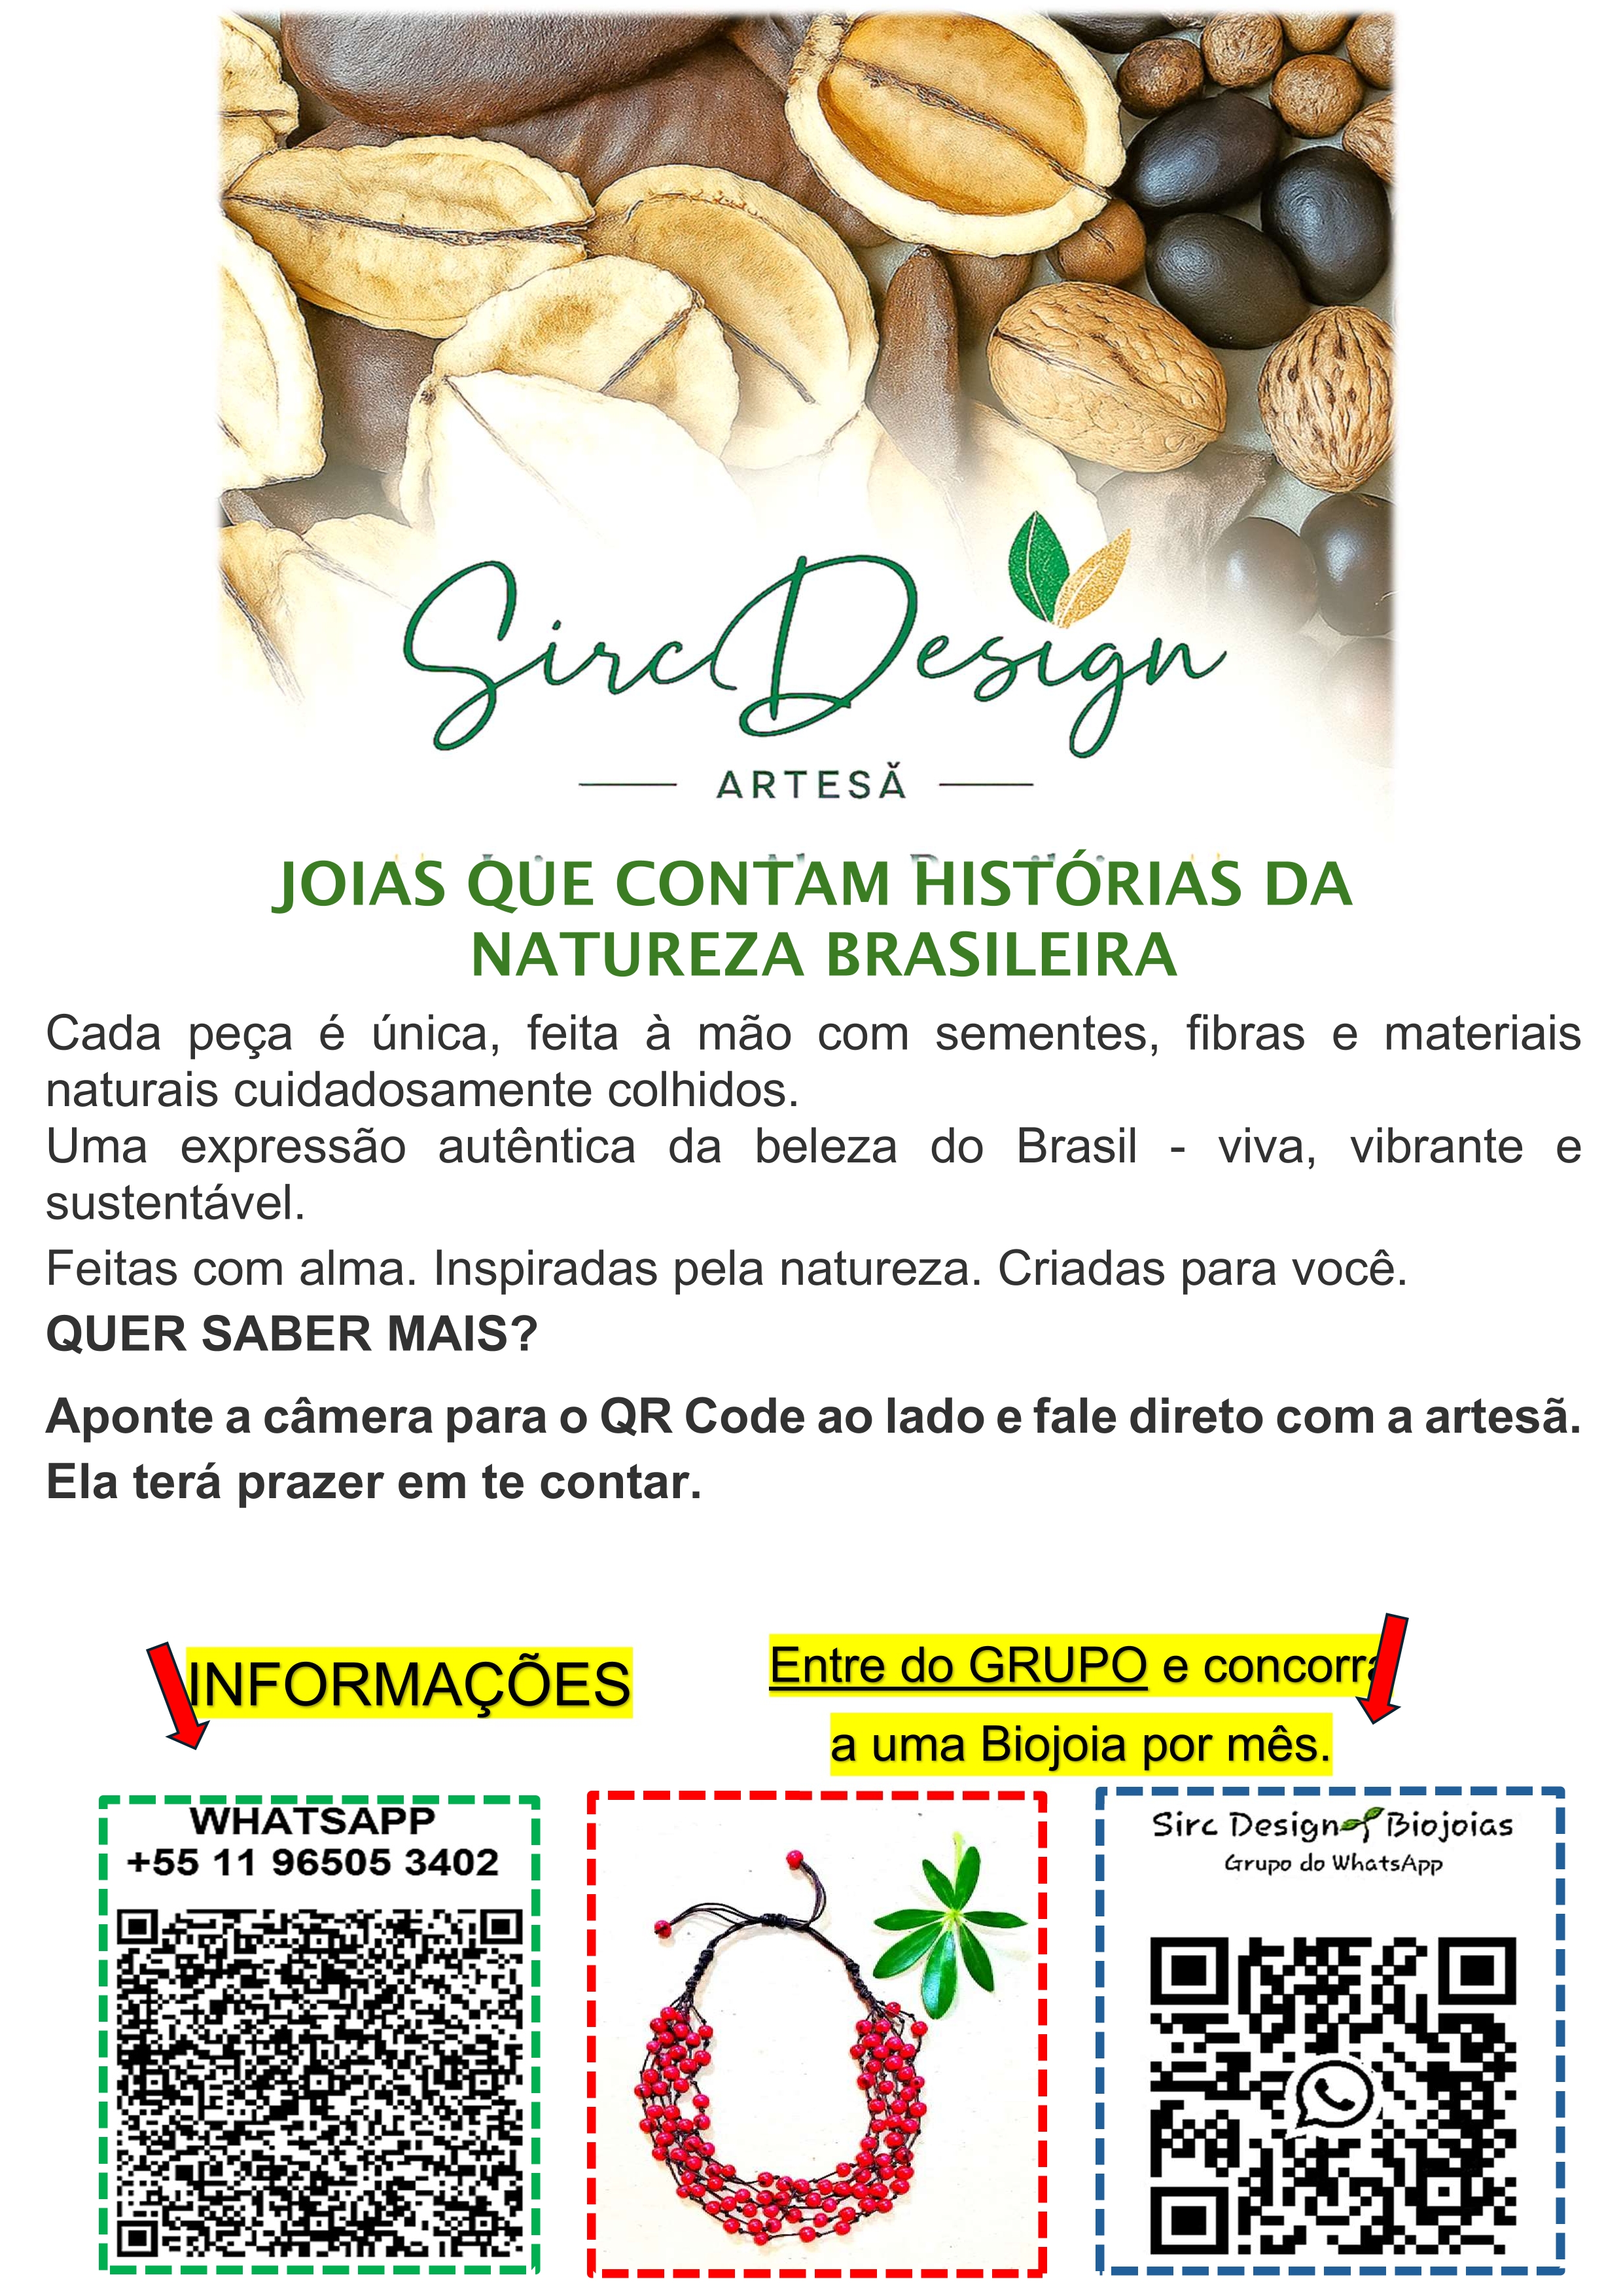 SircDesign
ARTESÃ
JOIAS QUE CONTAM HISTÓRIAS DA
NATUREZA BRASILEIRA
Cada peça é única, feita à mão com sementes, fibras e materiais
naturais cuidadosamente colhidos.
Uma expressão autêntica da beleza do Brasil - viva, vibrante e
sustentável.
Feitas com alma. Inspiradas pela natureza. Criadas para você.
QUER SABER MAIS?
Aponte a câmera para o QR Code ao lado e fale direto com a artesã.
Ela terá prazer em te contar.
INFORMAÇÕES
Entre do GRUPO e concorra
a uma Biojoia por mês.
WHATSAPP
+55 11 96505 3402
Sirc Design Biojoias
Grupo do WhatsApp